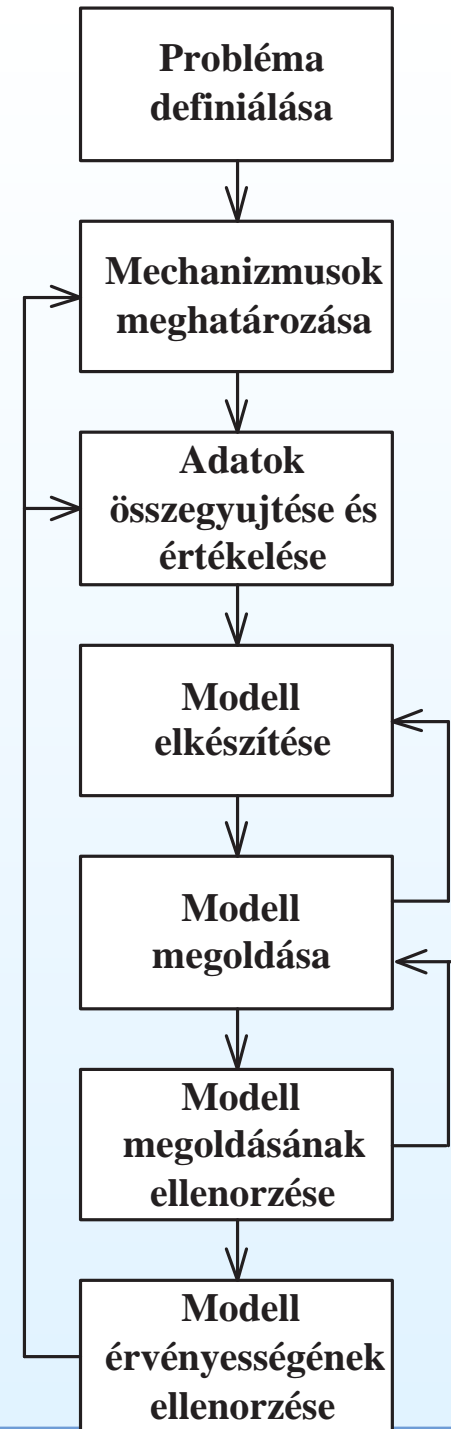 Probléma
definiálása
Mechanizmusok
meghatározása
Adatok
összegyujtése és
értékelése
Modell
elkészítése
Modell
megoldása
Modell
megoldásának
ellenorzése
Modell
érvényességének
ellenorzése